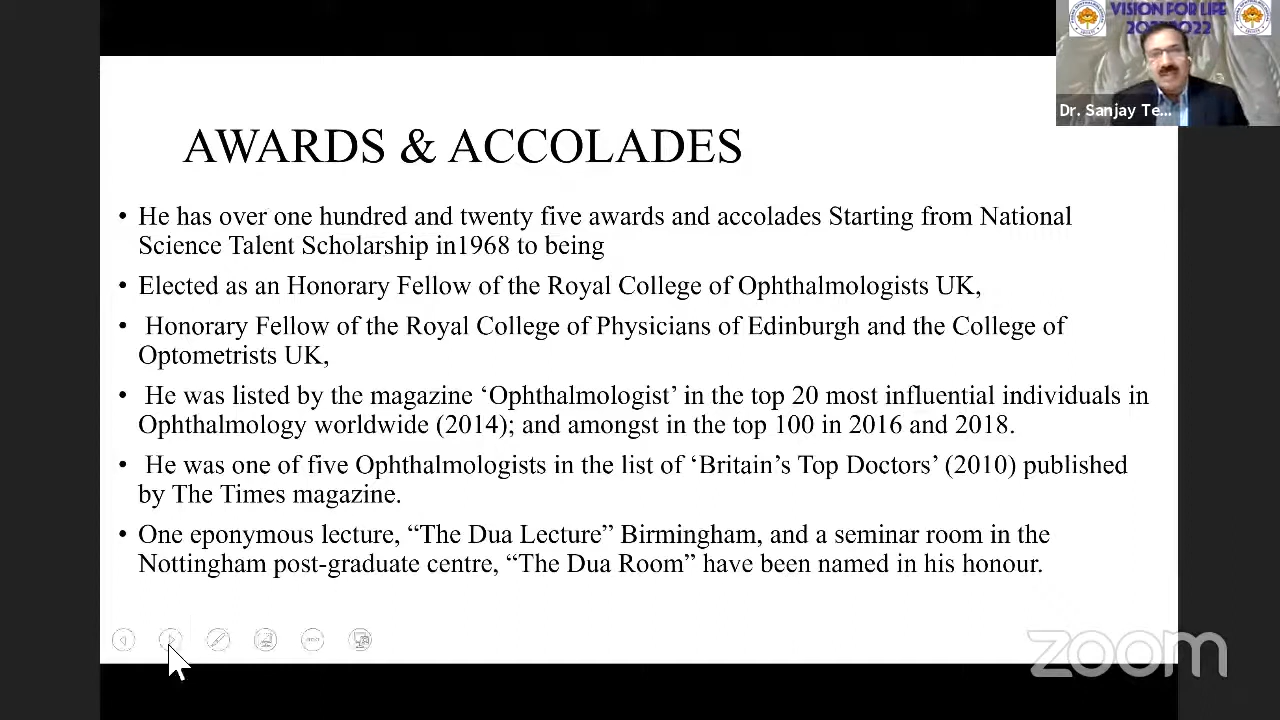 VISION FOR LIFE
Dr. Sanjay Te...
AWARDS & ACCOLADES
• He has over one hundred and twenty five awards and accolades Starting from National
Science Talent Scholarship in1968 to being
• Elected as an Honorary Fellow of the Royal College of Ophthalmologists UK,
• Honorary Fellow of the Royal College of Physicians of Edinburgh and the College of
Optometrists UK,
• He was listed by the magazine ‘Ophthalmologist’ in the top 20 most influential individuals in
Ophthalmology worldwide (2014); and amongst in the top 100 in 2016 and 2018.
• He was one of five Ophthalmologists in the list of ‘Britain’s Top Doctors’ (2010) published
by The Times magazine.
• One eponymous lecture, “The Dua Lecture” Birmingham, and a seminar room in the
Nottingham post-graduate centre, “The Dua Room” have been named in his honour.
zoom